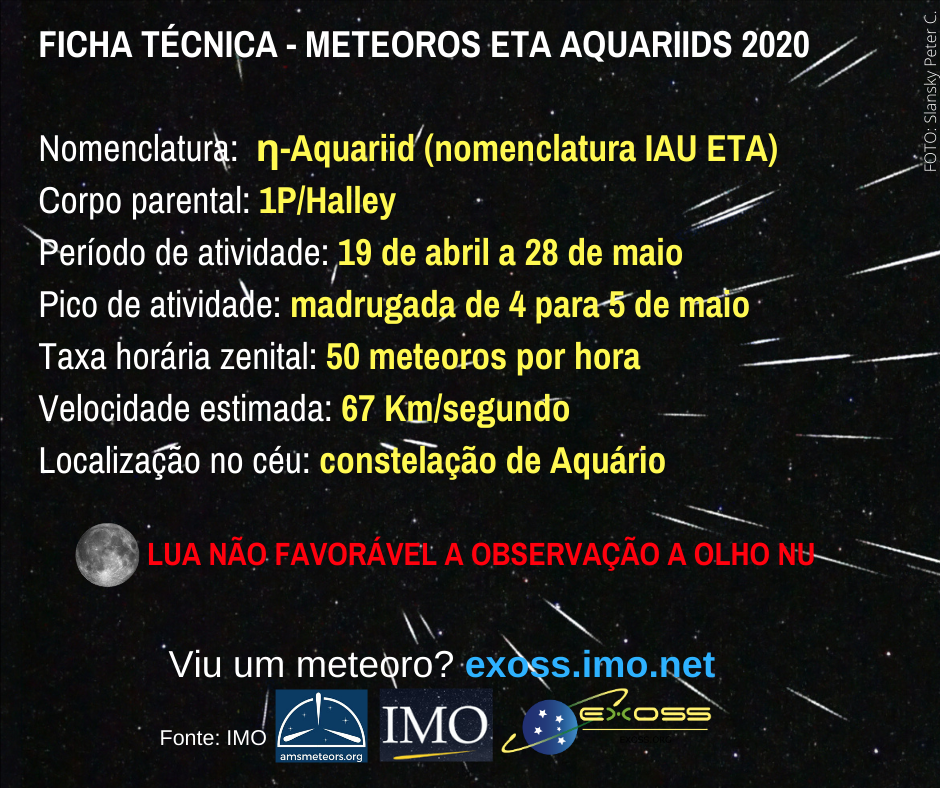 FICHA TÉCNICA - METEOROS ETA AQUARIIDS 2020
FOTO: Slansky Peter C.
Nomenclatura: η-Aquariid (nomenclatura IAU ETA)
Corpo parental: 1P/Halley
Período de atividade: 19 de abril a 28 de maio
Pico de atividade: madrugada de 4 para 5 de maio
Taxa horária zenital: 50 meteoros por hora
Velocidade estimada: 67 Km/segundo
Localização no céu: constelação de Aquário
LUA NÃO FAVORÁVEL A OBSERVAÇÃO A OLHO NU
Viu um meteoro? exoss.imo.net
Fonte: IMO
amsmeteors.org
IMO
EXOSS